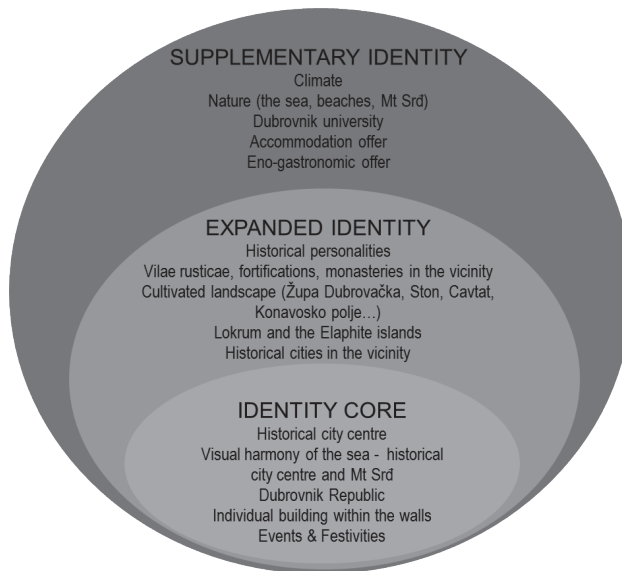 SUPPLEMENTARY IDENTITY
Climate
Nature (the sea, beaches, Mt Srđ)
Dubrovnik university
Accommodation offer
Eno-gastronomic offer
EXPANDED IDENTITY
Historical personalities
Vilae rusticae, fortifications, monasteries in the vicinity
Cultivated landscape (Župa Dubrovačka, Ston, Cavtat,
Konavosko polje...)
Lokrum and the Elaphite islands
Historical cities in the vicinity
IDENTITY CORE
Historical city centre
Visual harmony of the sea - historical
city centre and Mt Srđ
Dubrovnik Republic
Individual building within the walls
Events & Festivities